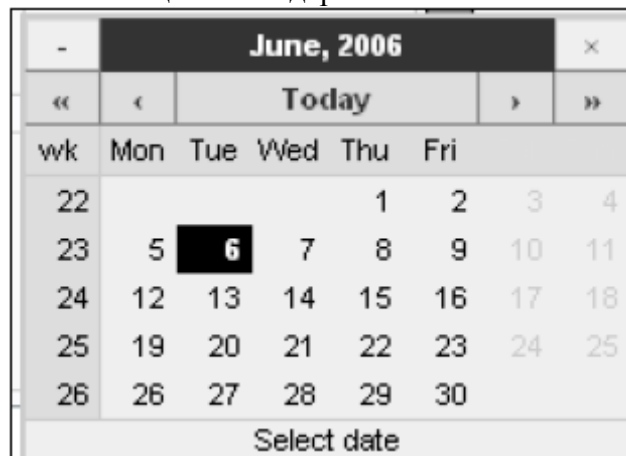 - June, 2006 ×
« ‹ Today › »
wk Mon Tue Wed Thu Fri
22 1 2 3 4
23 5 6 7 8 9 10 11
24 12 13 14 15 16 17 18
25 19 20 21 22 23 24 25
26 26 27 28 29 30
Select date